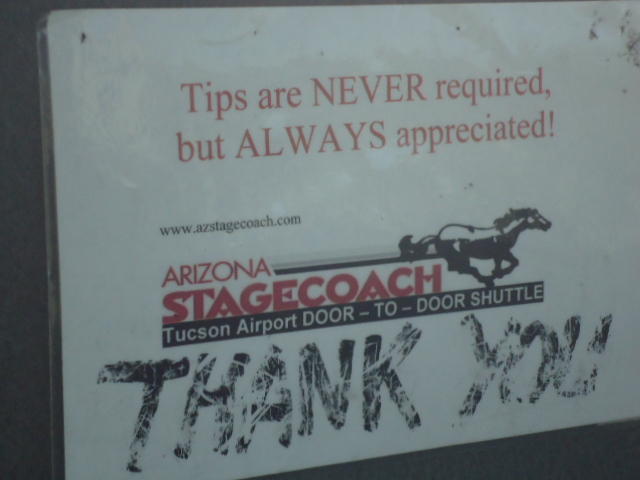 Tips are NEVER required,
but ALWAYS appreciated!
www.azstagecoach.com
ARIZONA
STAGECOACH
Tucson Airport DOOR – TO – DOOR SHUTTLE
THANK YOU